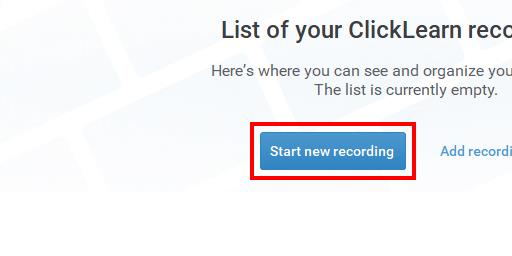 List of your ClickLearn reco
Here's where you can see and organize you
The list is currently empty.
Start new recording
Add recordi